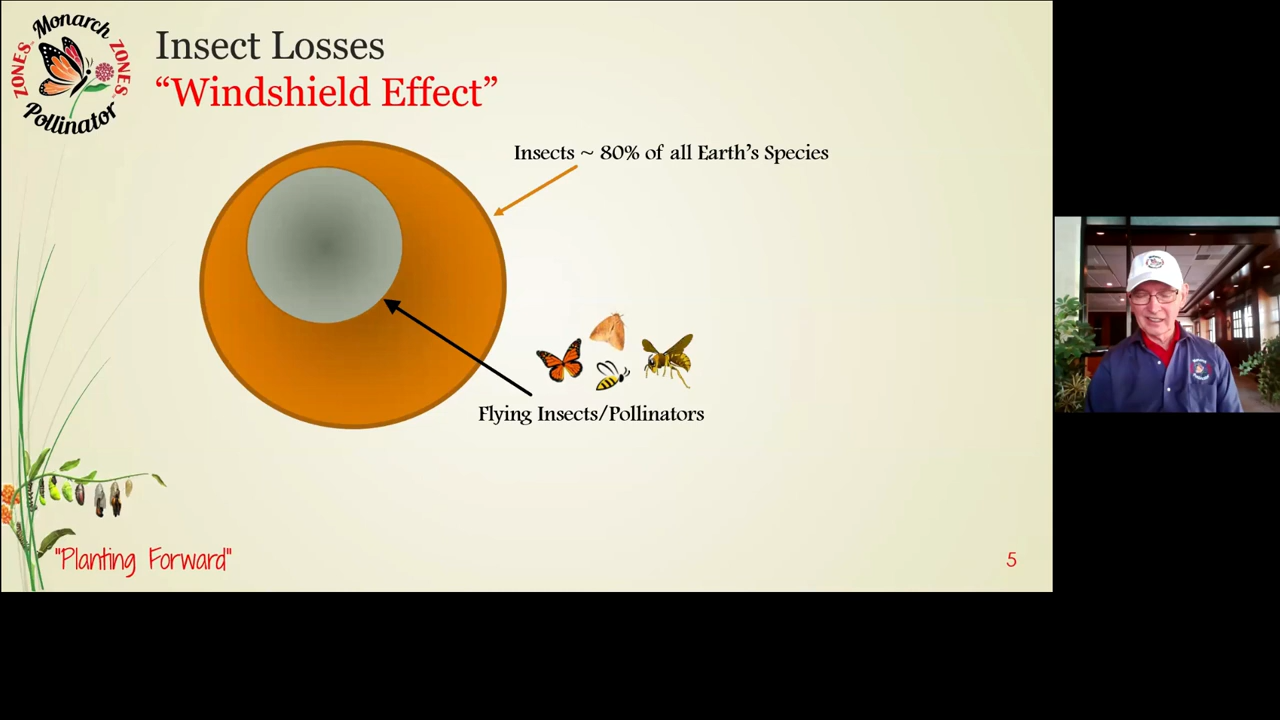 Monarch
ZONES
ZONES
Pollinator
Insect Losses
“Windshield Effect”
Insects ~ 80% of all Earth’s Species
Flying Insects/Pollinators
"Planting Forward"
5